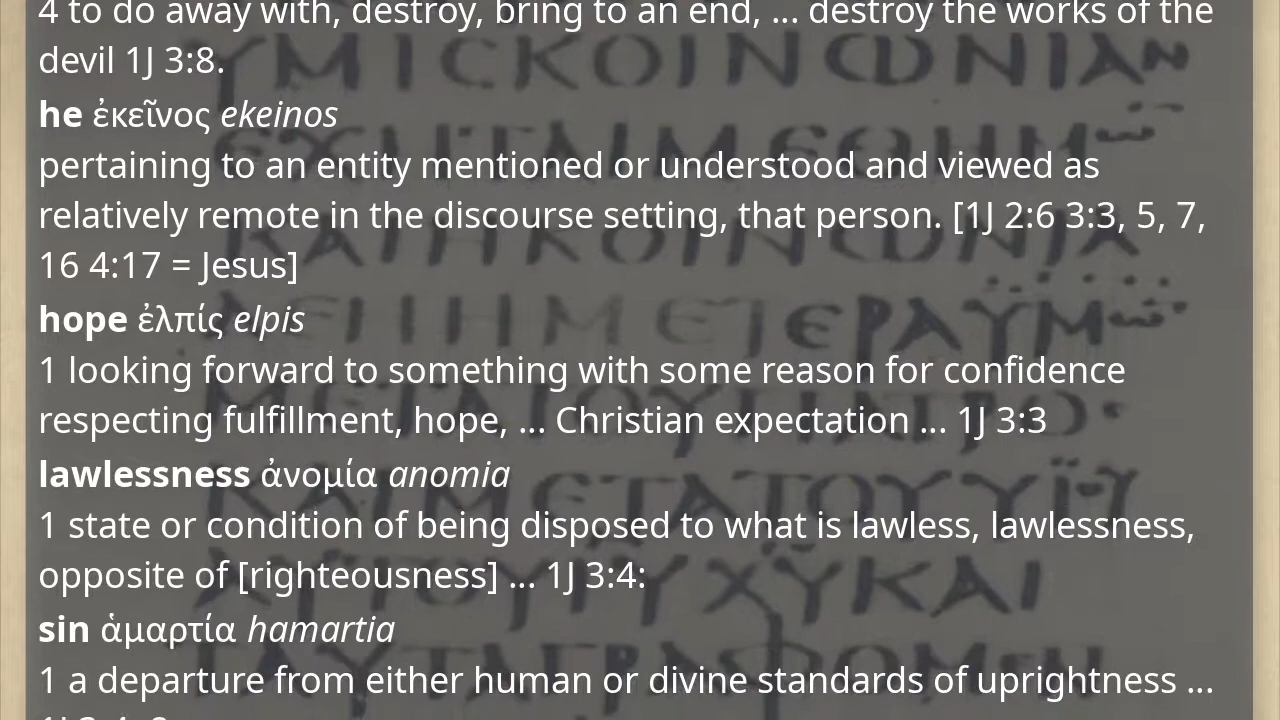 4 to do away with, destroy, bring to an end, ... destroy the works of the
devil 1J 3:8.
he ἐκεῖνος ekeinos
pertaining to an entity mentioned or understood and viewed as
relatively remote in the discourse setting, that person. [1J 2:6 3:3, 5, 7,
16 4:17 = Jesus]
hope ἐλπίς elpis
1 looking forward to something with some reason for confidence
respecting fulfillment, hope, ... Christian expectation ... 1J 3:3
lawlessness ἀνομία anomia
1 state or condition of being disposed to what is lawless, lawlessness,
opposite of [righteousness] ... 1J 3:4:
sin ἁμαρτία hamartia
1 a departure from either human or divine standards of uprightness ...